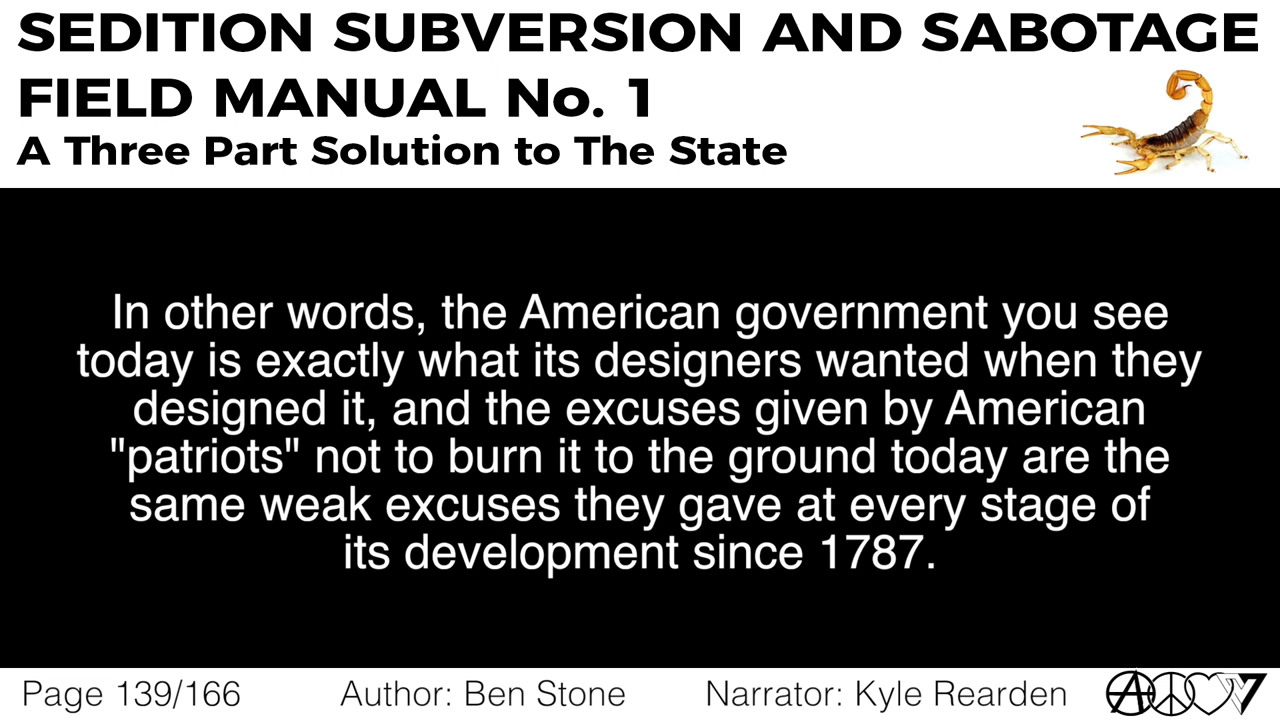 SEDITION SUBVERSION AND SABOTAGE
FIELD MANUAL No. 1
A Three Part Solution to The State
In other words, the American government you see
today is exactly what its designers wanted when they
designed it, and the excuses given by American
"patriots" not to burn it to the ground today are the
same weak excuses they gave at every stage of
its development since 1787.
Page 139/166 Author: Ben Stone Narrator: Kyle Rearden